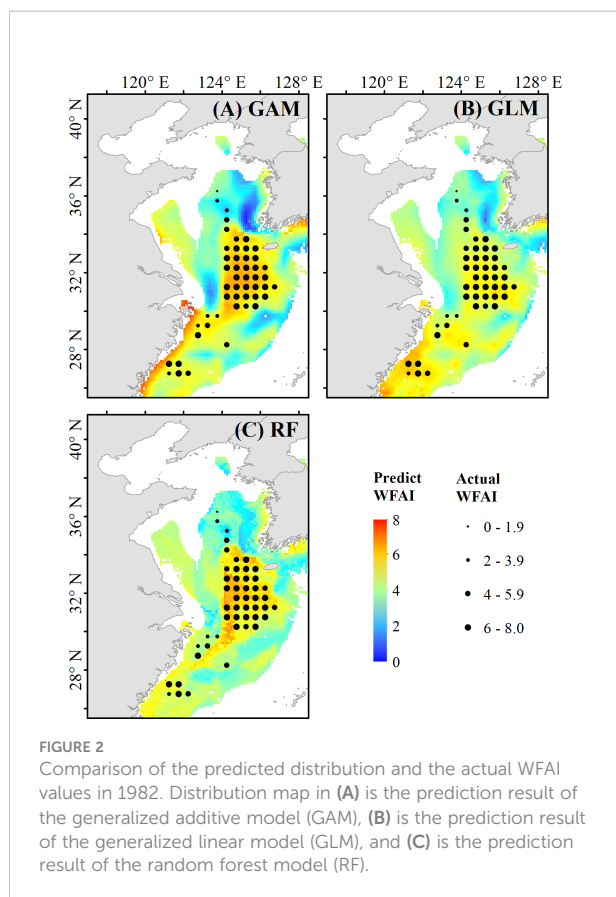 120° E 124° E 128° E 120° E 124° E 128° E
(A) GAM (B) GLM
40° N
36° N
32° N
28° N
(C) RF
40° N
36° N
32° N
28° N
Predict WFAI
8
6
4
2
0
Actual WFAI
0 - 1.9
2 - 3.9
4 - 5.9
6 - 8.0
FIGURE 2
Comparison of the predicted distribution and the actual WFAI
values in 1982. Distribution map in (A) is the prediction result of
the generalized additive model (GAM), (B) is the prediction result
of the generalized linear model (GLM), and (C) is the prediction
result of the random forest model (RF).